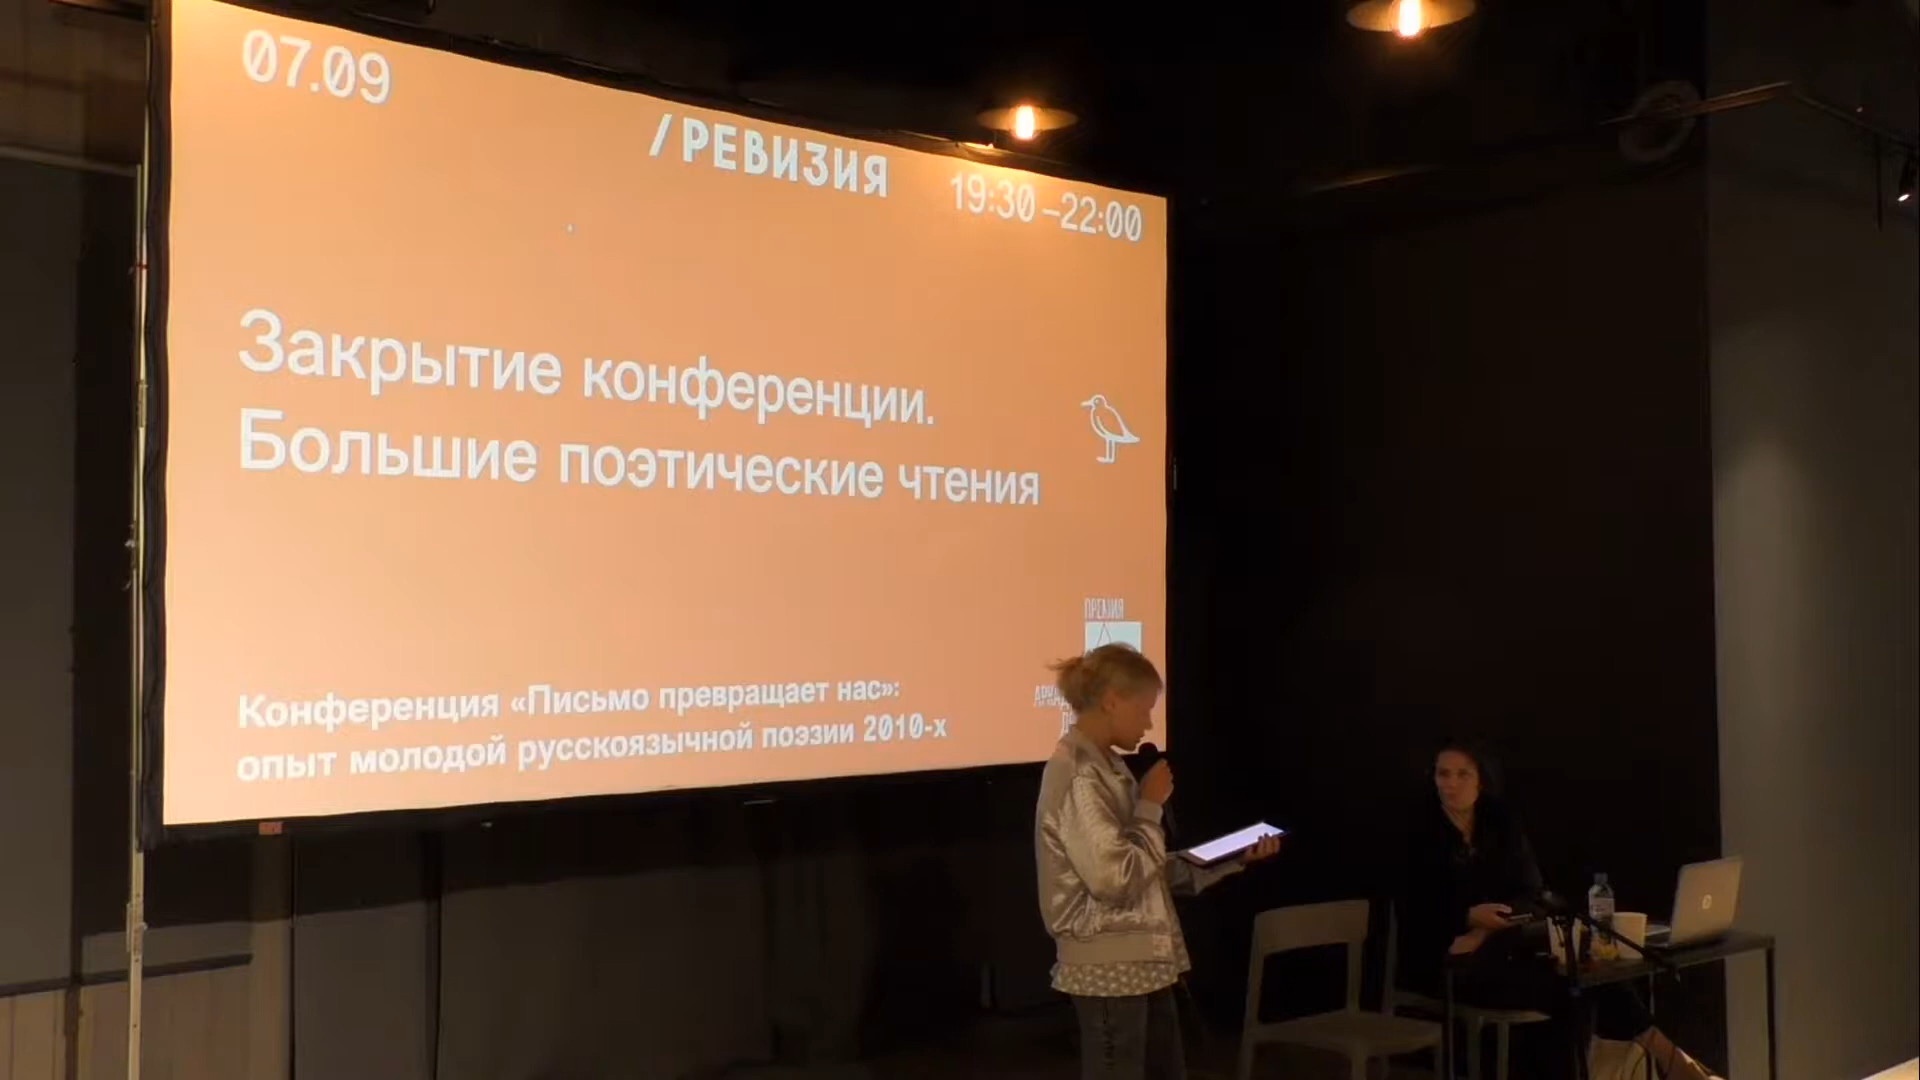 07.09
/РЕВИЗИЯ
19:30–22:00
Закрытие конференции.
Большие поэтические чтения
ПРЕМИЯ
Конференция «Письмо превращает нас»:
опыт молодой русскоязычной поэзии 2010-х